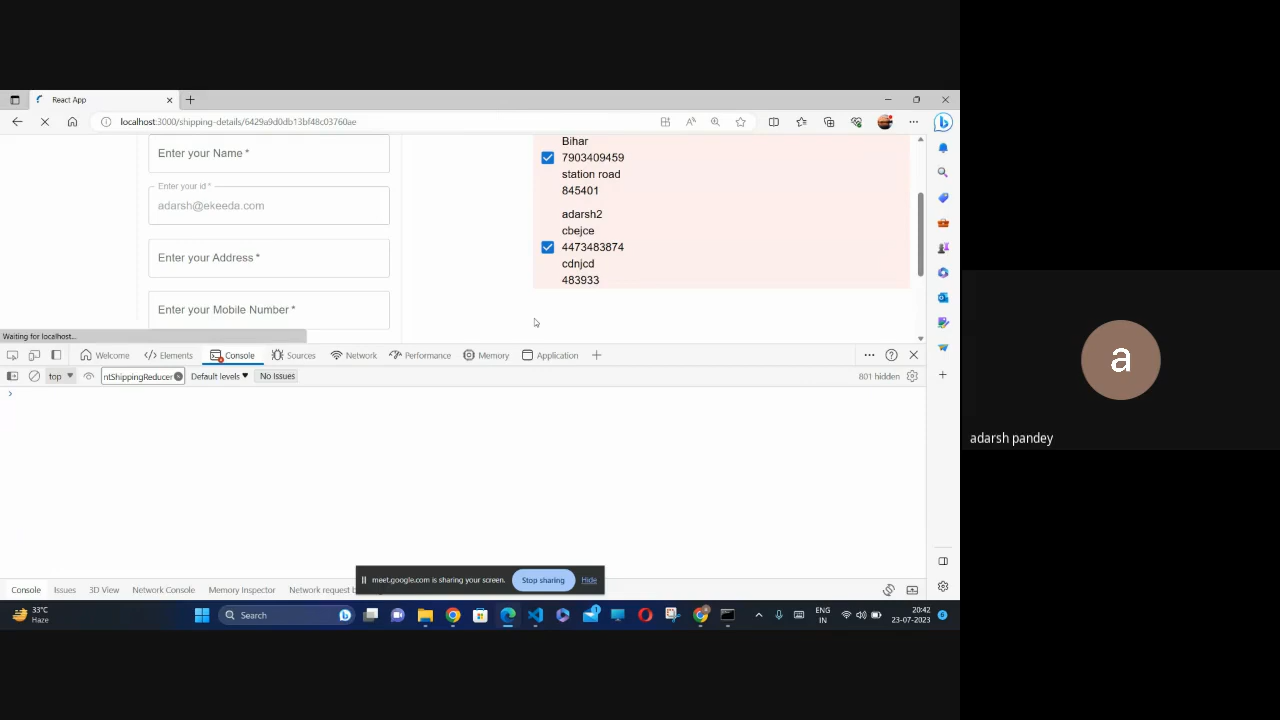 React App
localhost:3000/shipping-details/6429a9d0db13bf48c03760ae
Enter your Name *
Enter your id *
adarsh@ekeeda.com
Enter your Address *
Enter your Mobile Number *
Bihar
7903409459
station road
845401
adarsh2
cbejce
4473483874
cdnjcd
483933
Waiting for localhost...
Welcome
Elements
Console
Sources
Network
Performance
Memory
Application
top
ntShippingReducer
Default levels
No Issues
801 hidden
Console
Issues
3D View
Network Console
Memory Inspector
Network request b
meet.google.com is sharing your screen.
Stop sharing
Hide
33°C
Haze
Search
ENG
IN
20:42
23-07-2023
a
adarsh pandey